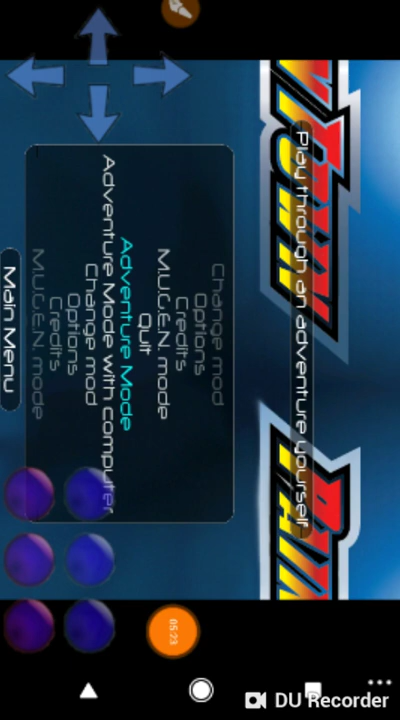 Play through an adventure yourself
Change mod
Options
Credits
M.U.G.E.N. mode
Quit
Adventure Mode
Adventure Mode with computer
Change mod
Options
Credits
M.U.G.E.N. mode
Main Menu
05:23
DU Recorder